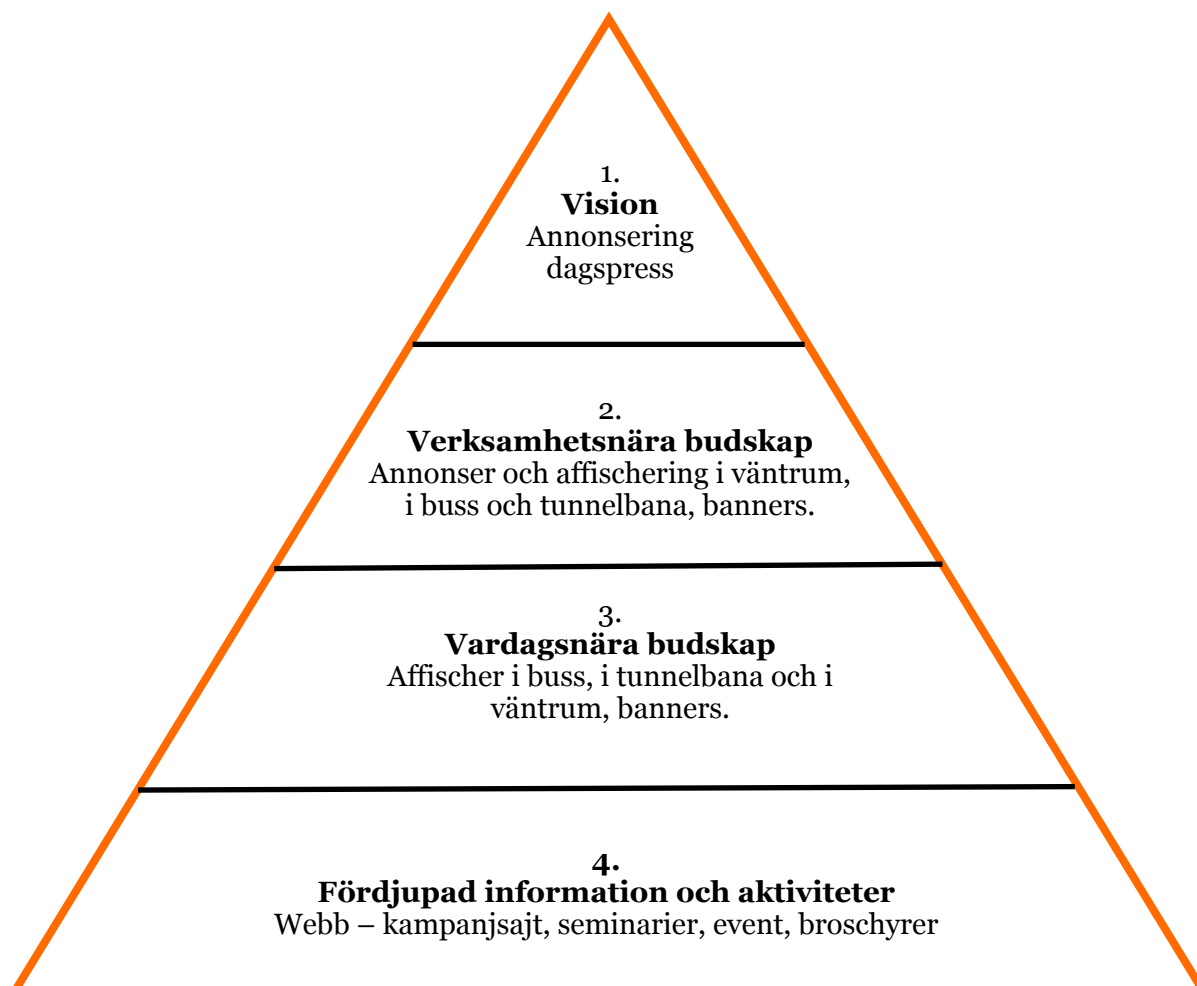 1.
Vision
Annonsering
dagspress
2.
Verksamhetsnära budskap
Annonser och affischering i väntrum,
i buss och tunnelbana, banners.
3.
Vardagsnära budskap
Affischer i buss, i tunnelbana och i
väntrum, banners.
4.
Fördjupad information och aktiviteter
Webb – kampanjsajt, seminarier, event, broschyrer